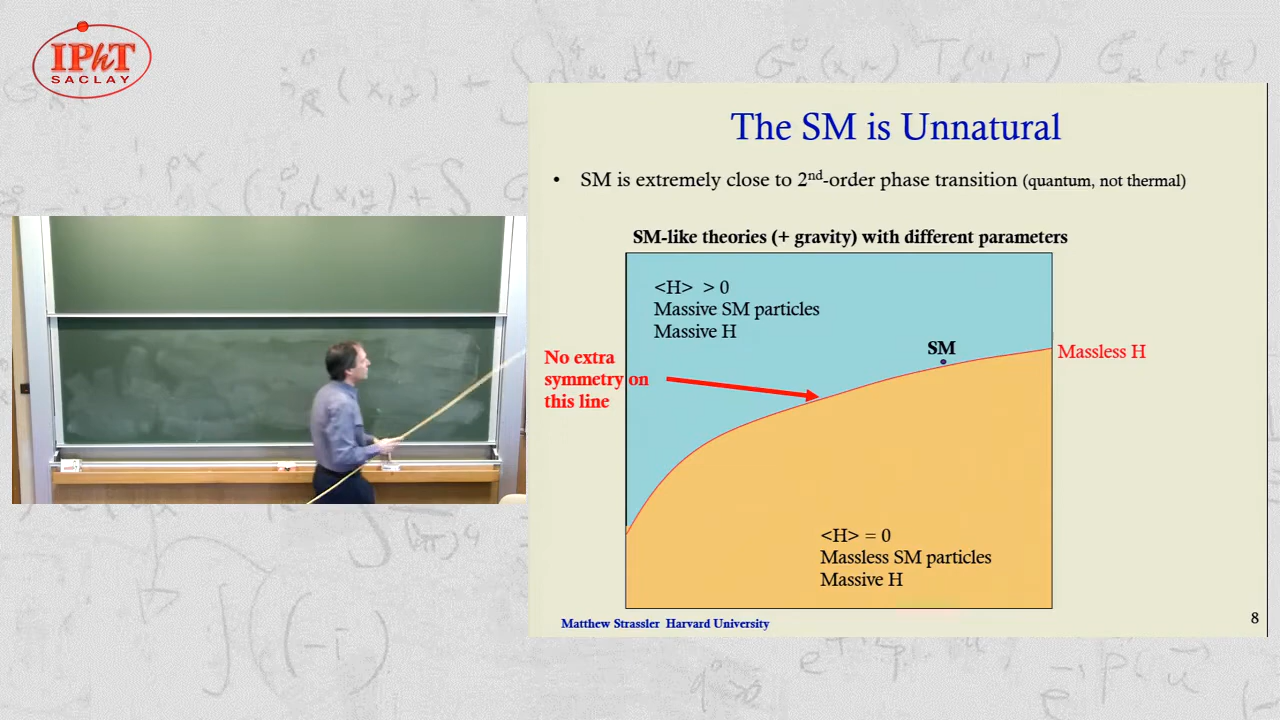 IPhT
SACLAY
The SM is Unnatural
• SM is extremely close to 2nd-order phase transition (quantum, not thermal)
SM-like theories (+ gravity) with different parameters
<H> > 0
Massive SM particles
Massive H
SM
Massless H
No extra
symmetry on
this line
<H> = 0
Massless SM particles
Massive H
Matthew Strassler Harvard University
8